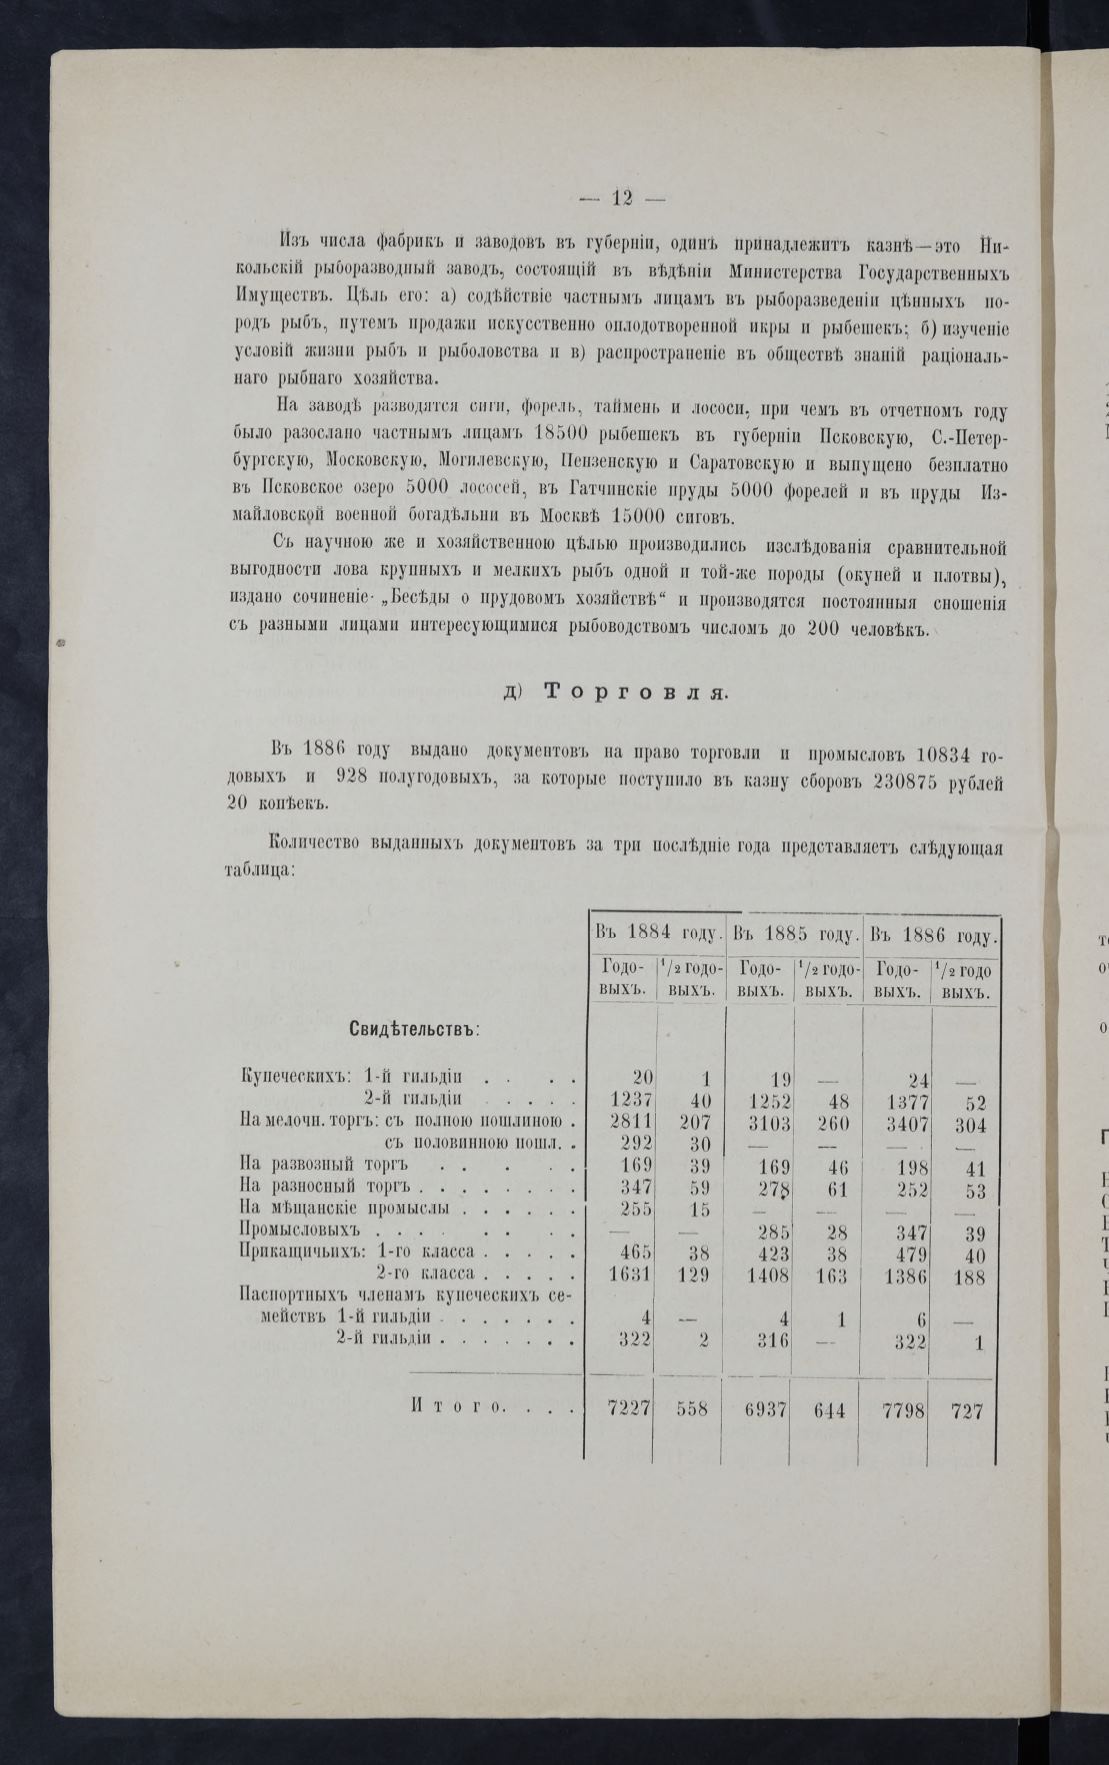 — 12 —
Изъ числа фабрикъ и заводовъ въ губерніи, одинъ принадлежитъ казнѣ—это Ни-
кольскій рыборазводный заводъ, состоящій въ вѣдѣніи Министерства Государственныхъ
Имуществъ. Цѣль его: а) содѣйствіе частнымъ лицамъ въ рыборазведеніи цѣнныхъ по-
родъ рыбъ, путемъ продажи искусственно оплодотворенной икры и рыбешекъ; б) изученіе
условій жизни рыбъ и рыболовства и в) распространеніе въ обществѣ знаній раціональ-
наго рыбнаго хозяйства.
На заводѣ разводятся сиги, форель, таймень и лососи, при чемъ въ отчетномъ году
было разослано частнымъ лицамъ 18500 рыбешекъ въ губерніи Псковскую, С.-Петер-
бургскую, Московскую, Могилевскую, Пензенскую и Саратовскую и выпущено безплатно
въ Псковское озеро 5000 лососей, въ Гатчинскіе пруды 5000 форелей и въ пруды Из-
майловской военной богадѣльни въ Москвѣ 15000 сиговъ.
Съ научною же и хозяйственною цѣлью производились изслѣдованія сравнительной
выгодности лова крупныхъ и мелкихъ рыбъ одной и той-же породы (окуней и плотвы),
издано сочиненіе „Бесѣды о прудовомъ хозяйствѣ“ и производятся постоянныя сношенія
съ разными лицами интересующимися рыбоводствомъ числомъ до 200 человѣкъ.
д) Торговля.
Въ 1886 году выдано документовъ на право торговли и промысловъ 10834 го-
довыхъ и 928 полугодовыхъ, за которые поступило въ казну сборовъ 230875 рублей
20 копѣекъ.
Количество выданныхъ документовъ за три послѣдніе года представляетъ слѣдующая
таблица:
Въ 1884 году. Въ 1885 году. Въ 1886 году.
Годо- 1/2 годо- Годо- 1/2 годо- Годо- 1/2 годо
выхъ. выхъ. выхъ. выхъ. выхъ. выхъ.
Свидѣтельствъ:
Купеческихъ: 1-й гильдіи . . . . 20 1 19 — 24 —
2-й гильдіи . . . . . 1237 40 1252 48 1377 52
На мелочн. торгъ: съ полною пошлиною . 2811 207 3103 260 3407 304
съ половинною пошл. . 292 30 — — — —
На развозный торгъ . . . . . 169 39 169 46 198 41
На разносный торгъ . . . . . . . . 347 59 278 61 252 53
На мѣщанскіе промыслы . . . . . . 255 15 — — — —
Промысловыхъ . . . . . . . . — — 285 28 347 39
Прикащичьихъ: 1-го класса . . . . . 465 38 423 38 479 40
2-го класса . . . . . 1631 129 1408 163 1386 188
Паспортныхъ членамъ купеческихъ се-
мействъ 1-й гильдіи . . . . . . . 4 — 4 1 6 —
2-й гильдіи . . . . . . . 322 2 316 — 322 1
Итого. . . . 7227 558 6937 644 7798 727